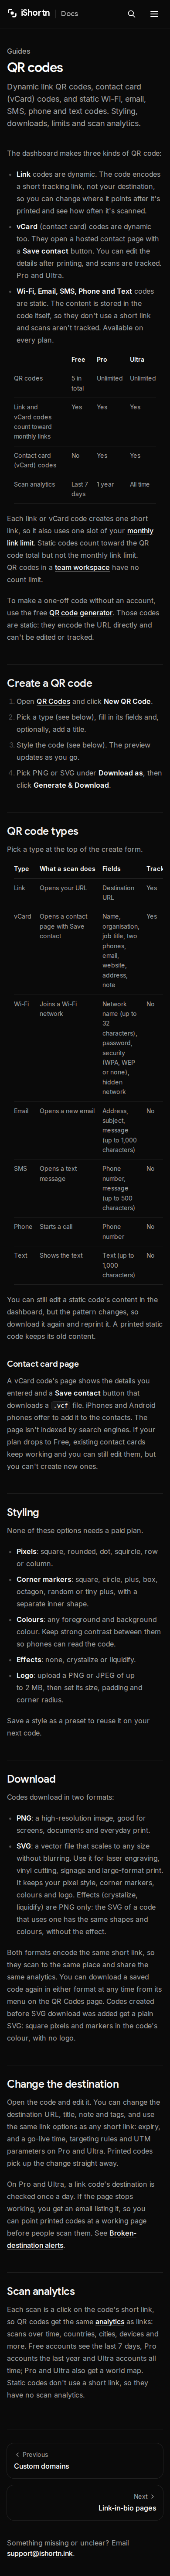 iShortn Docs
Guides
QR codes
Dynamic link QR codes, contact card
(vCard) codes, and static Wi-Fi, email,
SMS, phone and text codes. Styling,
downloads, limits and scan analytics.
The dashboard makes three kinds of QR code:
• Link codes are dynamic. The code encodes
a short tracking link, not your destination,
so you can change where it points after it's
printed and see how often it's scanned.
• vCard (contact card) codes are dynamic
too. They open a hosted contact page with
a Save contact button. You can edit the
details after printing, and scans are tracked.
Pro and Ultra.
• Wi-Fi, Email, SMS, Phone and Text codes
are static. The content is stored in the
code itself, so they don't use a short link
and scans aren't tracked. Available on
every plan.
Free Pro Ultra
QR codes 5 in Unlimited Unlimited
total
Link and Yes Yes Yes
vCard codes
count toward
monthly links
Contact card No Yes Yes
(vCard) codes
Scan analytics Last 7 1 year All time
days
Each link or vCard code creates one short
link, so it also uses one slot of your monthly
link limit. Static codes count toward the QR
code total but not the monthly link limit.
QR codes in a team workspace have no
count limit.
To make a one-off code without an account,
use the free QR code generator. Those codes
are static: they encode the URL directly and
can't be edited or tracked.
Create a QR code
1. Open QR Codes and click New QR Code.
2. Pick a type (see below), fill in its fields and,
optionally, add a title.
3. Style the code (see below). The preview
updates as you go.
4. Pick PNG or SVG under Download as, then
click Generate & Download.
QR code types
Pick a type at the top of the create form.
Type What a scan does Fields Track
Link Opens your URL Destination Yes
URL
vCard Opens a contact Name, Yes
page with Save organisation,
contact job title, two
phones,
email,
website,
address,
note
Wi-Fi Joins a Wi-Fi Network No
network name (up to
32
characters),
password,
security
(WPA, WEP
or none),
hidden
network
Email Opens a new email Address, No
subject,
message
(up to 1,000
characters)
SMS Opens a text Phone No
message number,
message
(up to 500
characters)
Phone Starts a call Phone No
number
Text Shows the text Text (up to No
1,000
characters)
You can still edit a static code's content in the
dashboard, but the pattern changes, so
download it again and reprint it. A printed static
code keeps its old content.
Contact card page
A vCard code's page shows the details you
entered and a Save contact button that
downloads a .vcf file. iPhones and Android
phones offer to add it to the contacts. The
page isn't indexed by search engines. If your
plan drops to Free, existing contact cards
keep working and you can still edit them, but
you can't create new ones.
Styling
None of these options needs a paid plan.
• Pixels: square, rounded, dot, squircle, row
or column.
• Corner markers: square, circle, plus, box,
octagon, random or tiny plus, with a
separate inner shape.
• Colours: any foreground and background
colour. Keep strong contrast between them
so phones can read the code.
• Effects: none, crystalize or liquidify.
• Logo: upload a PNG or JPEG of up
to 2 MB, then set its size, padding and
corner radius.
Save a style as a preset to reuse it on your
next code.
Download
Codes download in two formats:
• PNG: a high-resolution image, good for
screens, documents and everyday print.
• SVG: a vector file that scales to any size
without blurring. Use it for large engraving,
vinyl cutting, signage and large-format print.
It keeps your pixel style, corner markers,
colours and logo. Effects (crystalize,
liquidify) are PNG only: the SVG of a code
that uses one has the same shapes and
colours, without the effect.
Both formats encode the same short link, so
they scan to the same place and share the
same analytics. You can download a saved
code again in either format at any time from its
menu on the QR Codes page. Codes created
before SVG download was added get a plain
SVG: square pixels and markers in the code's
colour, with no logo.
Change the destination
Open the code and edit it. You can change the
destination URL, title, note and tags, and use
the same link options as any short link: expiry,
and a go-live time, targeting rules and UTM
parameters on Pro and Ultra. Printed codes
pick up the change straight away.
On Pro and Ultra, a link code's destination is
checked once a day. If the page stops
working, you get an email listing it, so you
can point printed codes at a working page
before people scan them. See Broken-
destination alerts.
Scan analytics
Each scan is a click on the code's short link,
so QR codes get the same analytics as links:
scans over time, countries, cities, devices and
more. Free accounts see the last 7 days, Pro
accounts the last year and Ultra accounts all
time; Pro and Ultra also get a world map.
Static codes don't use a short link, so they
have no scan analytics.
Previous
Custom domains
Next
Link-in-bio pages
Something missing or unclear? Email
support@ishortn.ink.